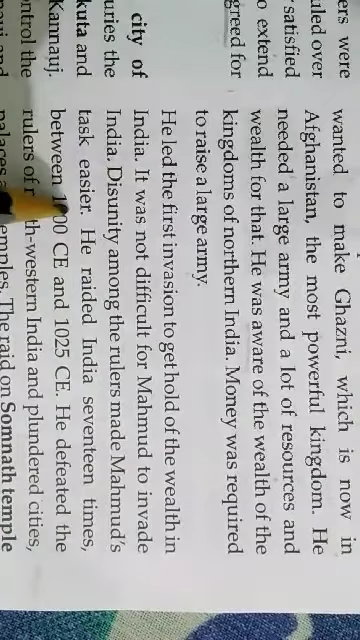 ers were
uled over
satisfied
o extend
greed for
city of
uries the
kuta and
Kannauj.
ntrol the
wanted to make Ghazni, which is now in
Afghanistan, the most powerful kingdom. He
needed a large army and a lot of resources and
wealth for that. He was aware of the wealth of the
kingdoms of northern India. Money was required
to raise a large army.
He led the first invasion to get hold of the wealth in
India. It was not difficult for Mahmud to invade
India. Disunity among the rulers made Mahmud's
task easier. He raided India seventeen times,
between 00 CE and 1025 CE. He defeated the
rulers of th-western India and plundered cities,
emples. The raid on Somnath temple